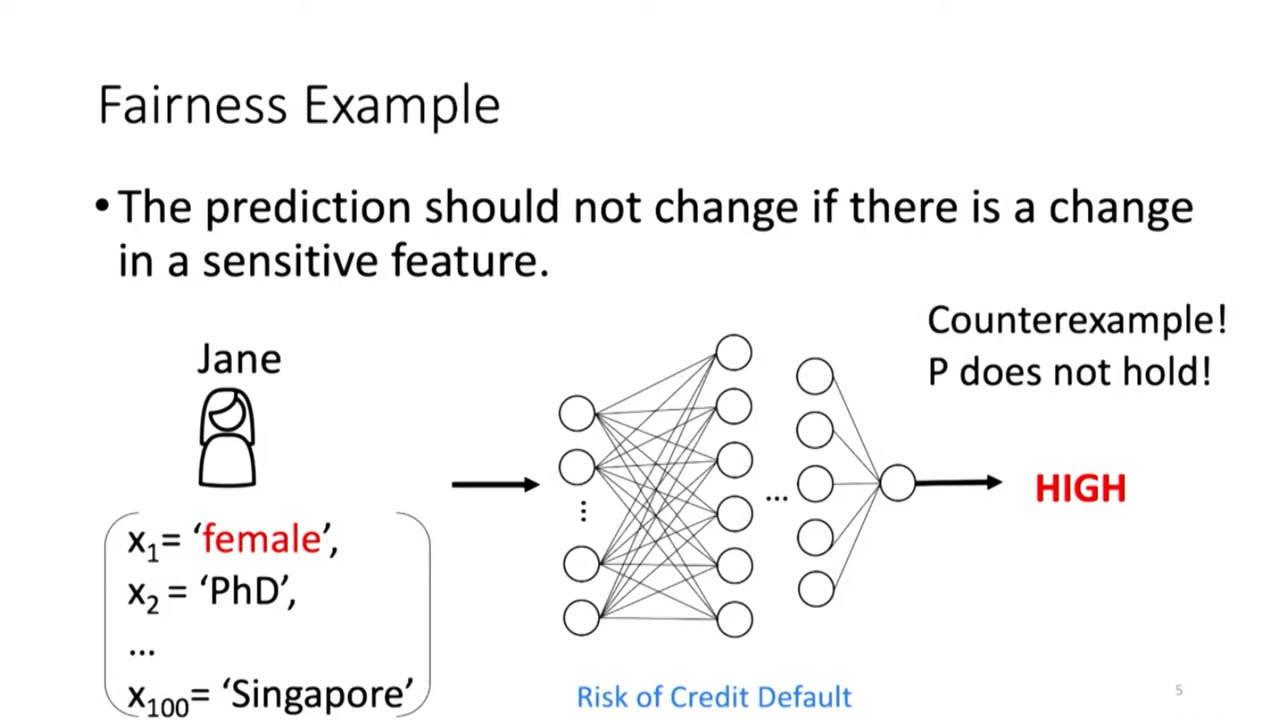 Fairness Example
•The prediction should not change if there is a change
in a sensitive feature.
Counterexample!
P does not hold!
Jane
x₁= ‘female’,
x₂ = ‘PhD’,
...
x₁₀₀= ‘Singapore’
...
...
HIGH
Risk of Credit Default
5